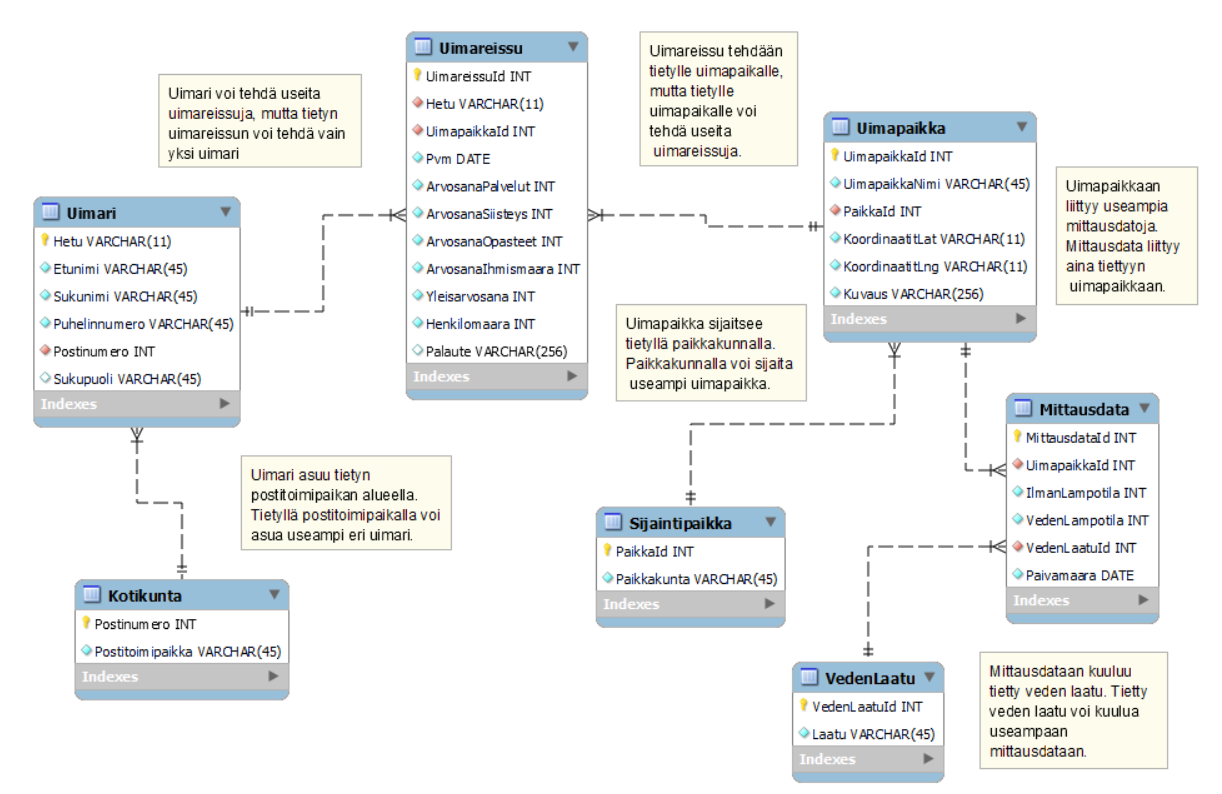 Uimari voi tehdä useita
uimareissuja, mutta tietyn
uimareissun voi tehdä vain
yksi uimari
Uimareissu
UimareissuId INT
Hetu VARCHAR(11)
UimapaikkaId INT
Pvm DATE
ArvosanaPalvelut INT
ArvosanaSiisteys INT
ArvosanaOpasteet INT
ArvosanaIhmismaara INT
Yleisarvosana INT
Henkilomaara INT
Palaute VARCHAR(256)
Indexes
Uimareissu tehdään
tietylle uimapaikalle,
mutta tietylle
uimapaikalle voi
tehdä useita
uimareissuja.
Uimapaikka
UimapaikkaId INT
UimapaikkaNimi VARCHAR(45)
PaikkaId INT
KoordinaatitLat VARCHAR(11)
KoordinaatitLng VARCHAR(11)
Kuvaus VARCHAR(256)
Indexes
Uimapaikkaan
liittyy useampia
mittausdatoja.
Mittausdata liittyy
aina tiettyyn
uimapaikkaan.
Uimari
Hetu VARCHAR(11)
Etunimi VARCHAR(45)
Sukunimi VARCHAR(45)
Puhelinnumero VARCHAR(45)
Postinumero INT
Sukupuoli VARCHAR(45)
Indexes
Uimapaikka sijaitsee
tietyllä paikkakunnalla.
Paikkakunnalla voi sijaita
useampi uimapaikka.
Mittausdata
MittausdataId INT
UimapaikkaId INT
IlmanLampotila INT
VedenLampotila INT
VedenLaatuId INT
Paivamaara DATE
Indexes
Uimari asuu tietyn
postitoimipaikan alueella.
Tietyllä postitoimipaikalla voi
asua useampi eri uimari.
Sijaintipaikka
PaikkaId INT
Paikkakunta VARCHAR(45)
Indexes
Kotikunta
Postinumero INT
Postitoimipaikka VARCHAR(45)
Indexes
VedenLaatu
VedenLaatuId INT
Laatu VARCHAR(45)
Indexes
Mittausdataan kuuluu
tietty veden laatu. Tietty
veden laatu voi kuulua
useampaan
mittausdataan.